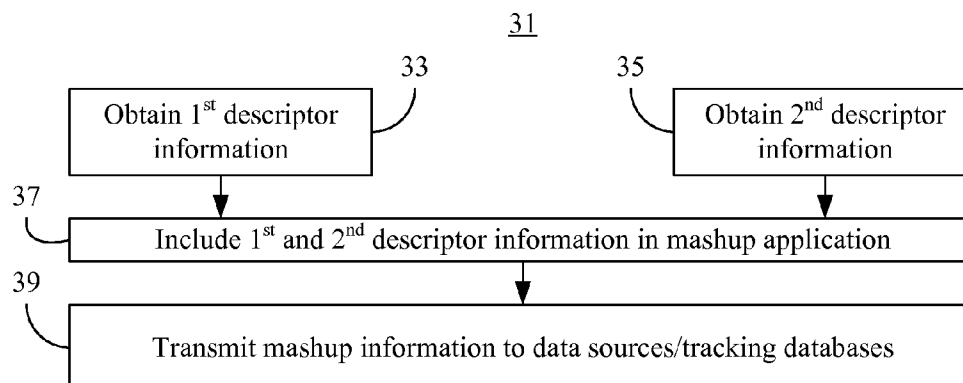 31
33
35
Obtain 1st descriptor
information
Obtain 2nd descriptor
information
37
Include 1st and 2nd descriptor information in mashup application
39
Transmit mashup information to data sources/tracking databases